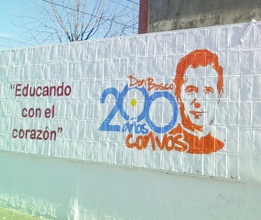 "Educando
con el
corazón"
Don Bosco
200
años
con vos